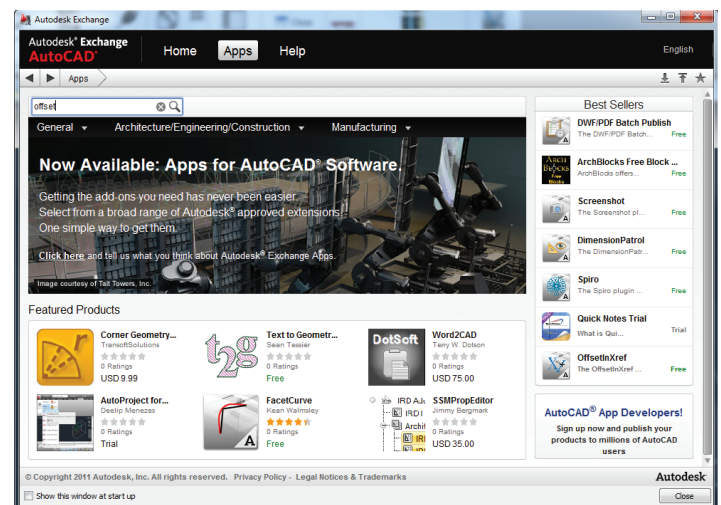 Autodesk Exchange
Autodesk® Exchange
AutoCAD®
Home Apps Help
English
Apps
offset
General Architecture/Engineering/Construction Manufacturing
Now Available: Apps for AutoCAD® Software.
Getting the add-ons you need has never been easier.
Select from a broad range of Autodesk® approved extensions.
One simple way to get them.
Click here and tell us what you think about Autodesk® Exchange Apps.
Image courtesy of Tait Towers, Inc.
Featured Products
Corner Geometry...
TransoftSolutions
0 Ratings
USD 9.99
t2g
Text to Geometr...
Sean Tessier
0 Ratings
Free
DotSoft
Word2CAD
Terry W. Dotson
0 Ratings
USD 75.00
AutoProject for...
Deelip Menezes
0 Ratings
Trial
A
FacetCurve
Kean Walmsley
0 Ratings
Free
IRD I
Archit
IRI
SSMPropEditor
Jimmy Bergmark
0 Ratings
USD 35.00
Best Sellers
DWF/PDF Batch Publish
The DWF/PDF Batch...
Free
ARCH
BLOCKS
Free
Blocks
ArchBlocks Free Block ...
ArchBlocks offers...
Free
Screenshot
The Screenshot pl...
Free
DimensionPatrol
The DimensionPatr...
Free
Spiro
The Spiro plugin ...
Free
Quick Notes Trial
What is Qui...
Trial
OffsetInXref
The OffsetInXref ...
Free
AutoCAD® App Developers!
Sign up now and publish your
products to millions of AutoCAD
users
© Copyright 2011 Autodesk, Inc. All rights reserved. Privacy Policy - Legal Notices & Trademarks
Autodesk
Show this window at start up
Close